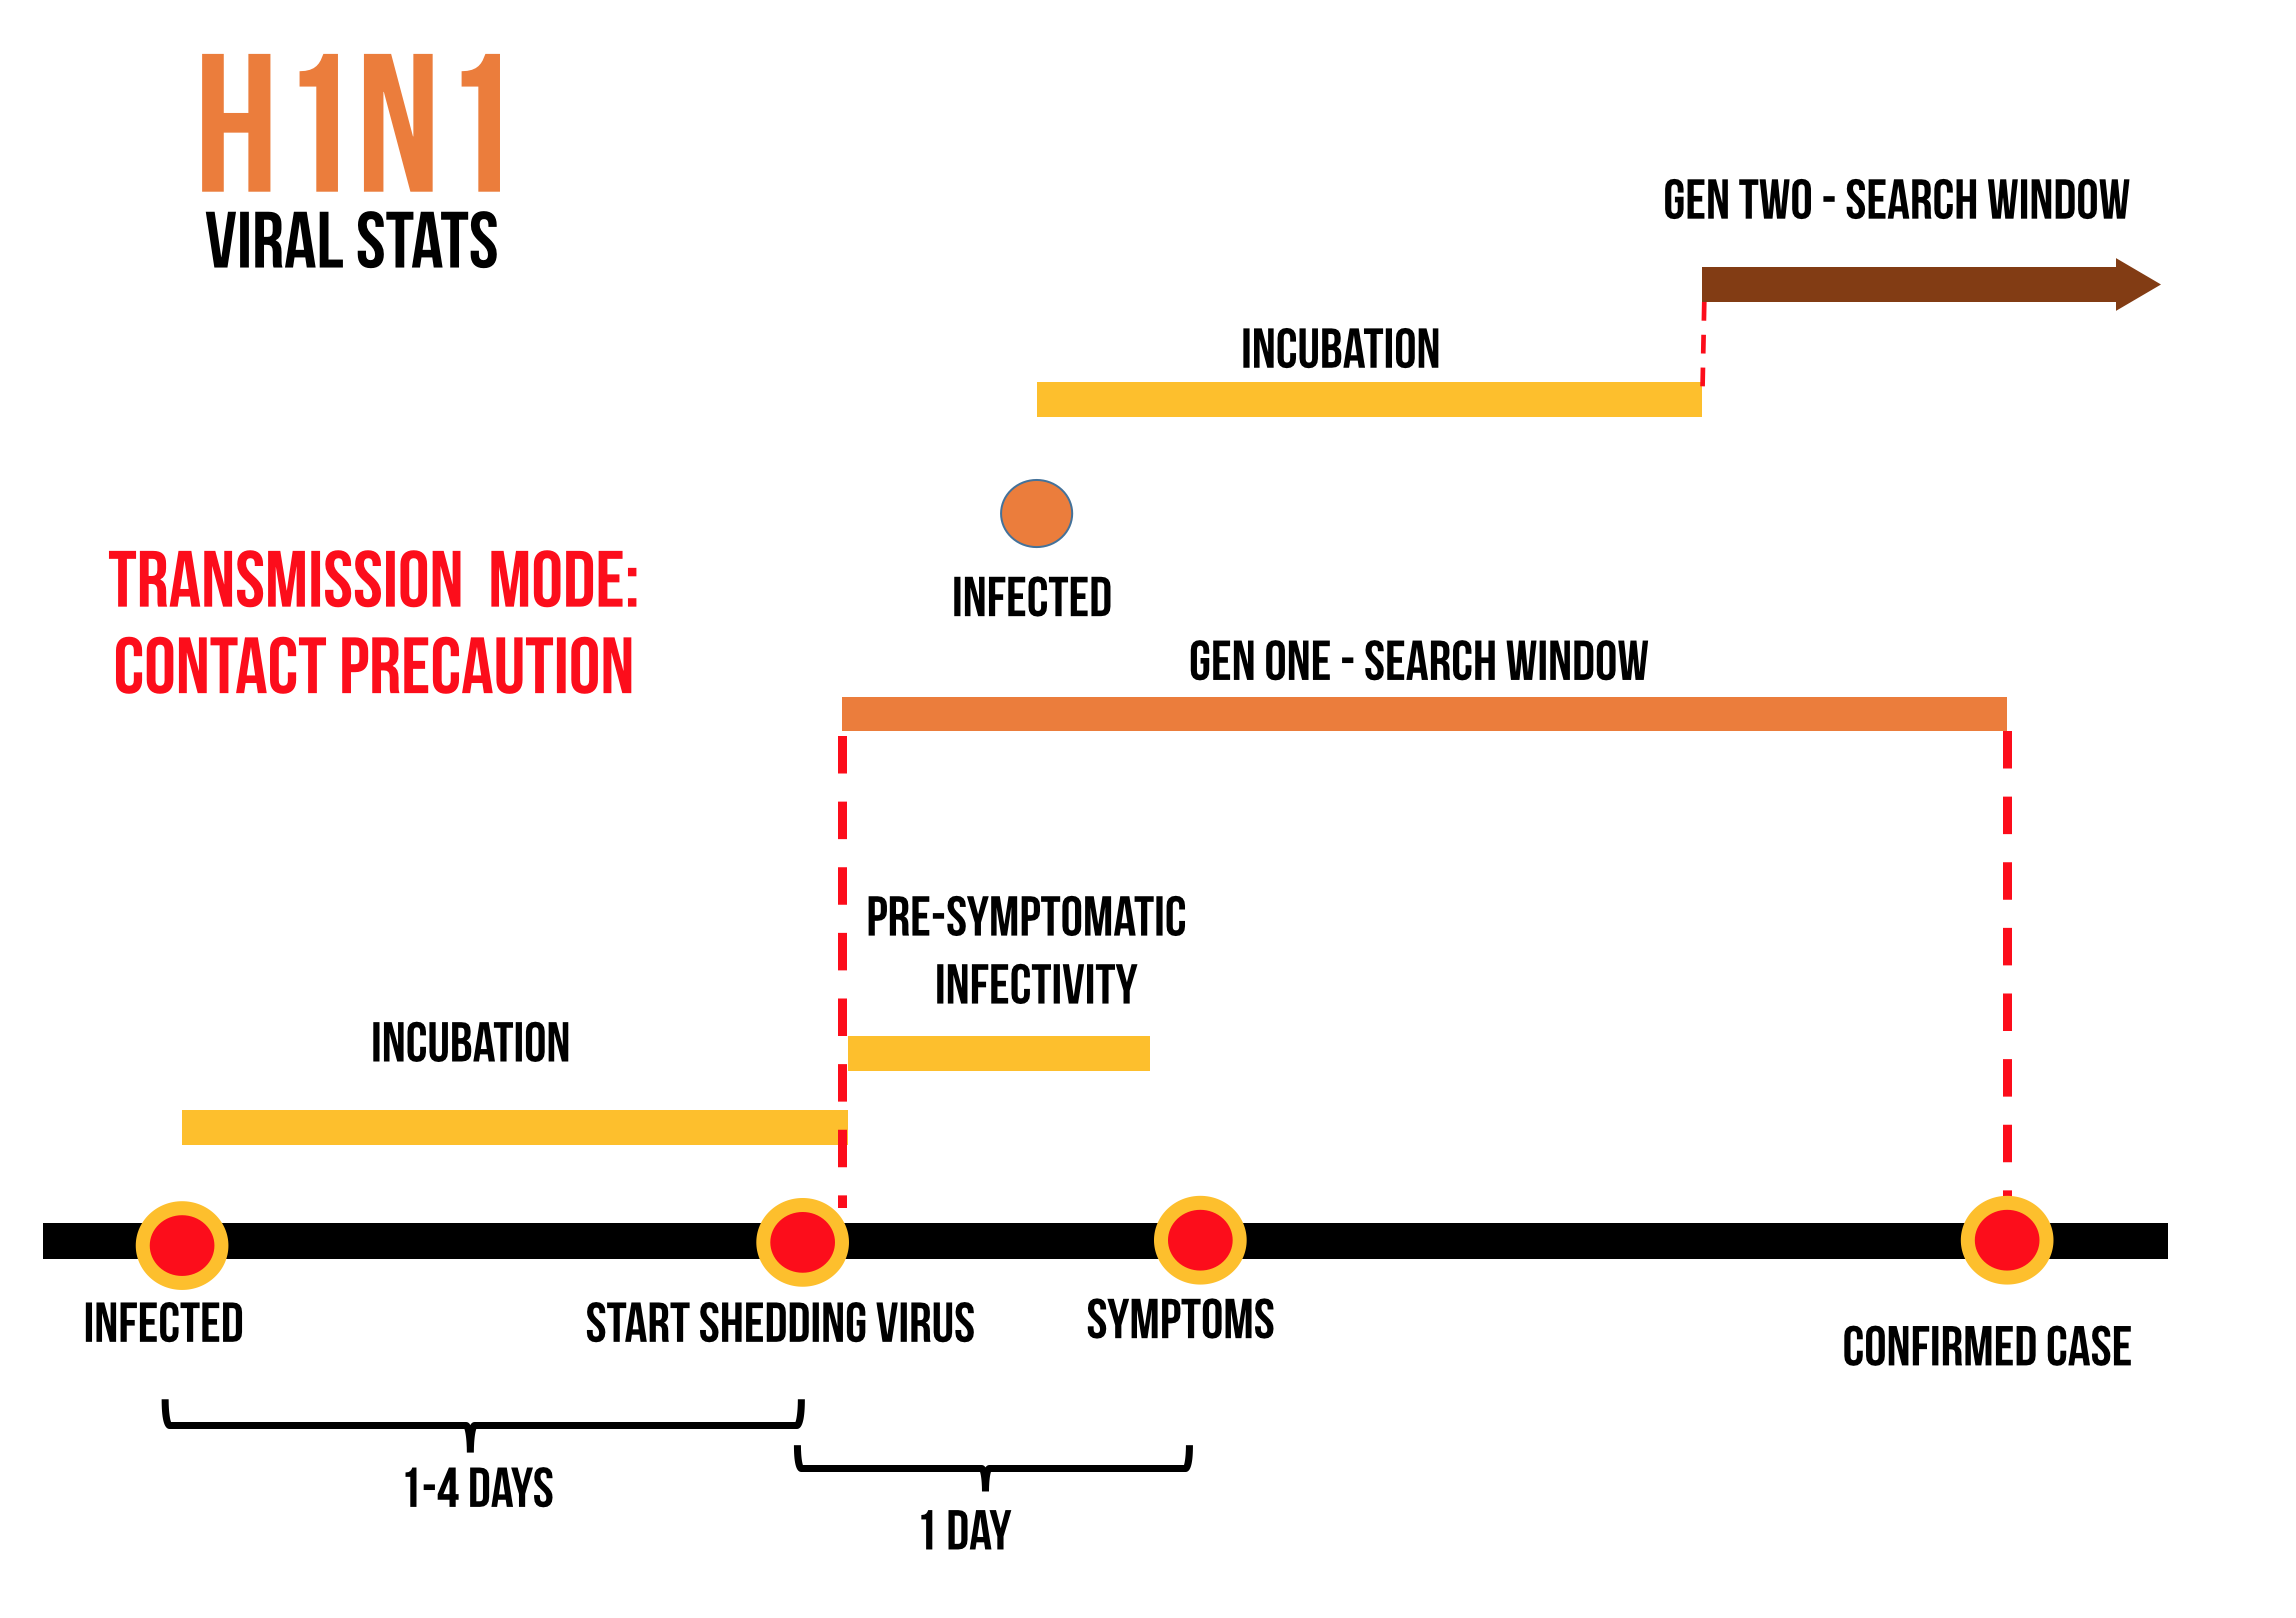 H1N1
VIRAL STATS
GEN TWO - SEARCH WINDOW
INCUBATION
TRANSMISSION MODE:
CONTACT PRECAUTION
INFECTED
GEN ONE - SEARCH WINDOW
PRE-SYMPTOMATIC
INFECTIVITY
INCUBATION
INFECTED
START SHEDDING VIRUS
SYMPTOMS
CONFIRMED CASE
1-4 DAYS
1 DAY